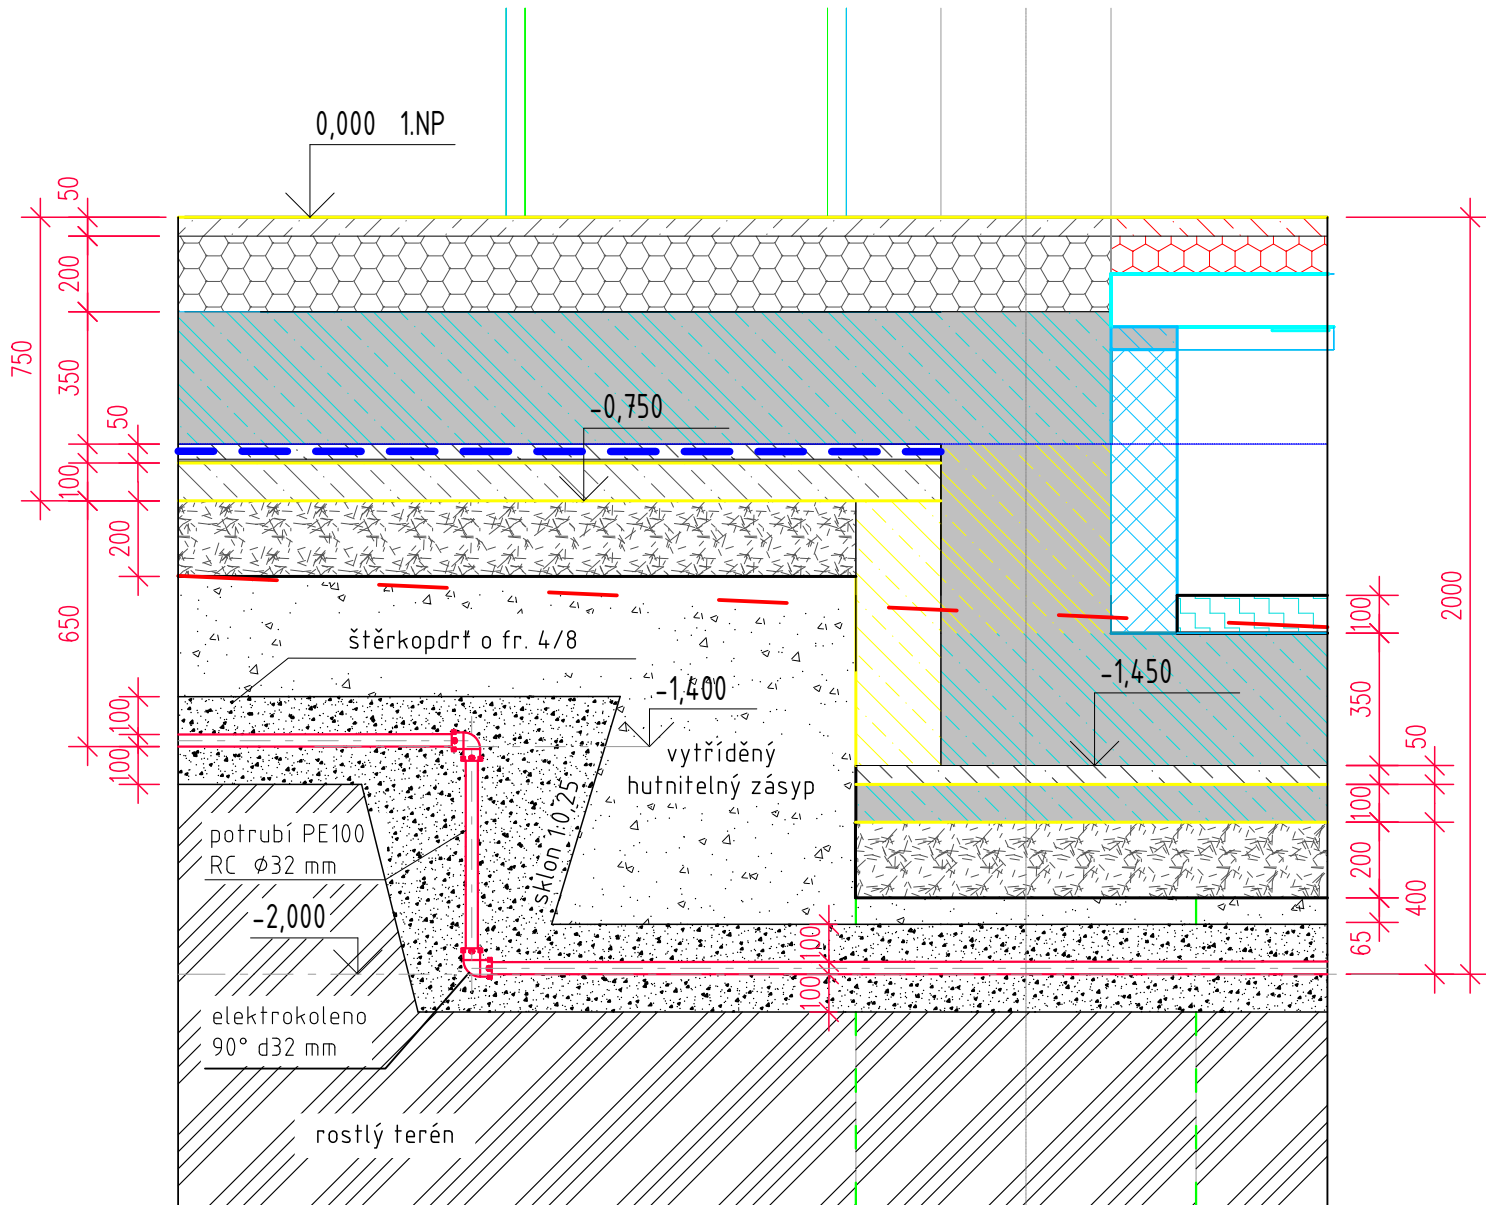 0,000 1.NP
50
200
750
350
50
-0,750
100
200
650
2000
100
štěrkopdrť o fr. 4/8
-1,400
-1,450
350
100
100
vytříděný
hutnitelný zásyp
50
100
sklon 1:0,25
potrubí PE100
RC Ø32 mm
200
400
-2,000
65
100
100
elektrokoleno
90° d32 mm
rostlý terén